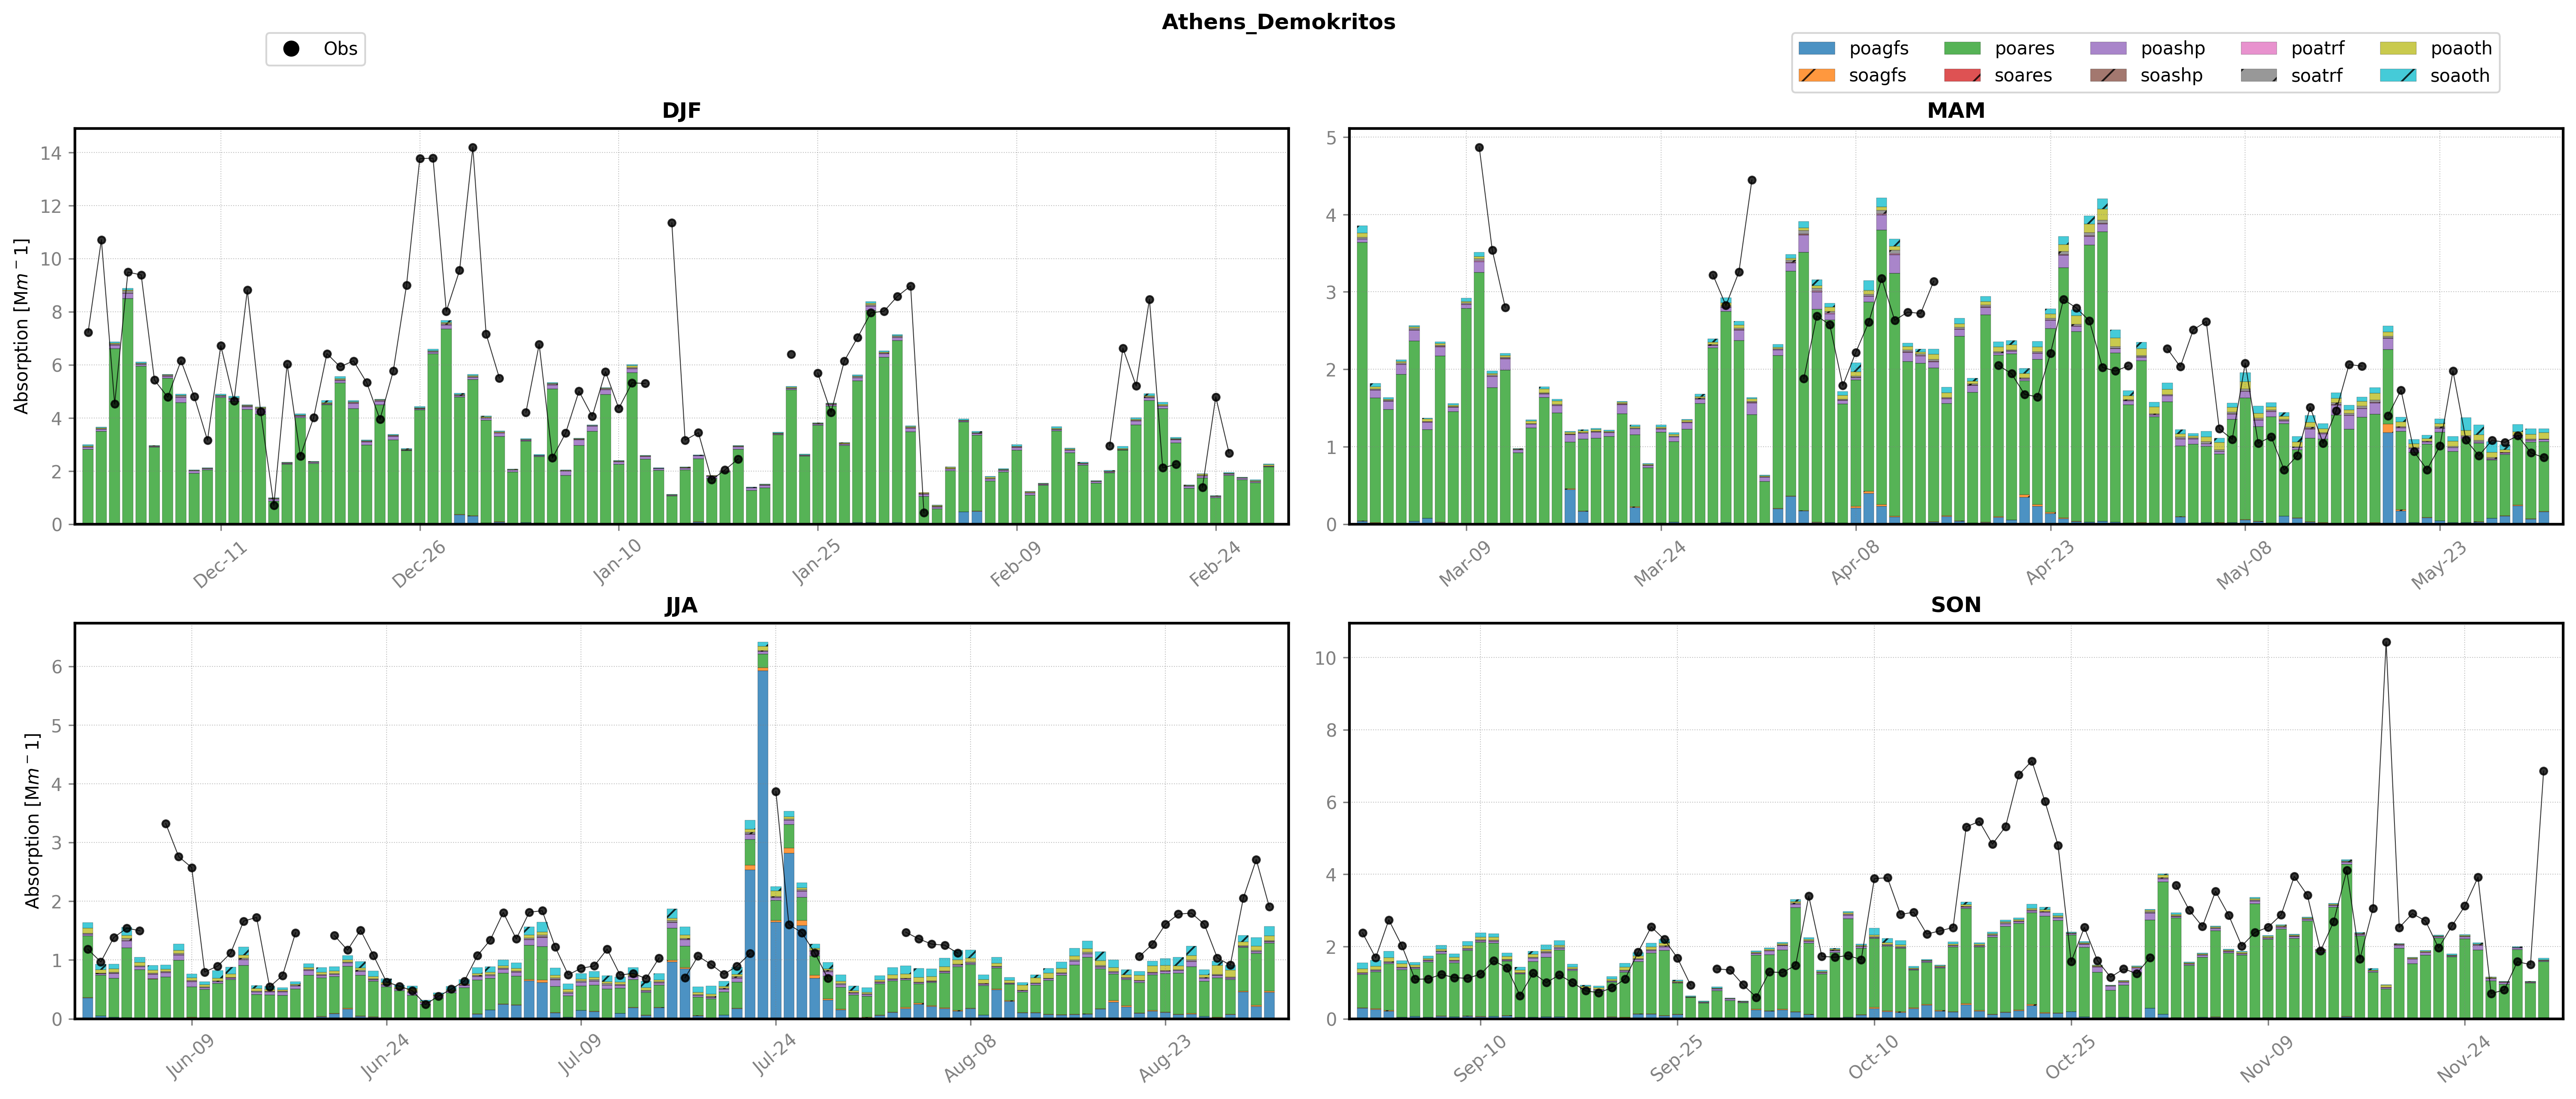 Athens_Demokritos
Obs
poagfs poares poashp poatrf poaoth
soagfs soares soashp soatrf soaoth
DJF
Absorption [Mm − 1]
14
12
10
8
6
4
2
0
Dec-11 Dec-26 Jan-10 Jan-25 Feb-09 Feb-24
MAM
5
4
3
2
1
0
Mar-09 Mar-24 Apr-08 Apr-23 May-08 May-23
JJA
Absorption [Mm − 1]
6
5
4
3
2
1
0
Jun-09 Jun-24 Jul-09 Jul-24 Aug-08 Aug-23
SON
10
8
6
4
2
0
Sep-10 Sep-25 Oct-10 Oct-25 Nov-09 Nov-24